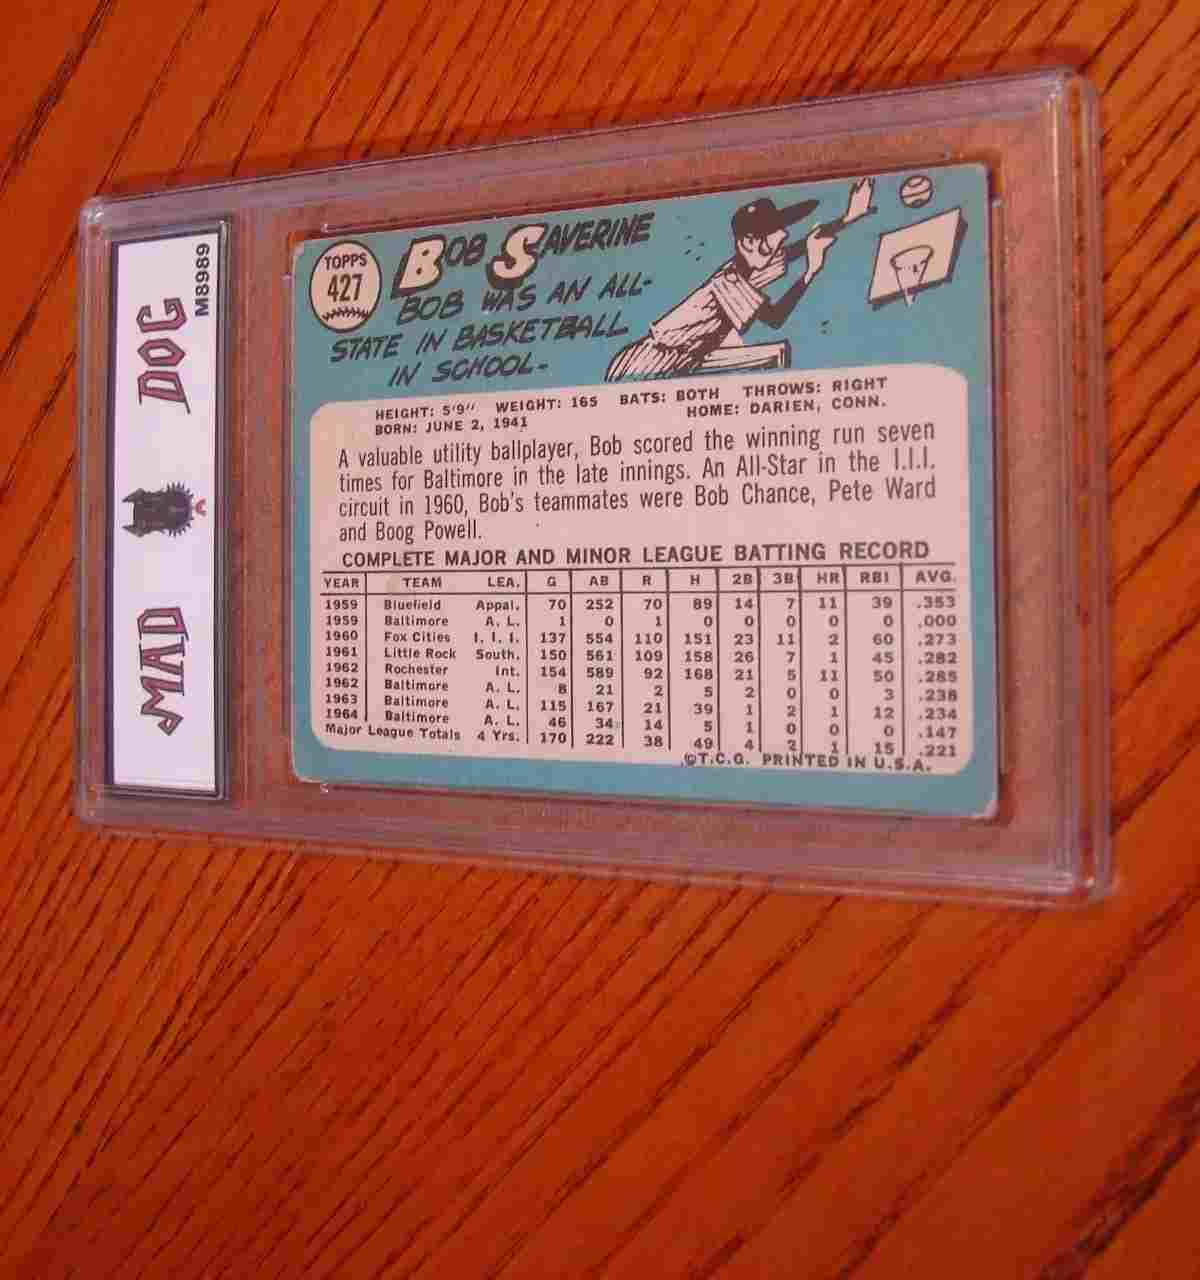 MAD DOG
M8989
TOPPS
427
BOB SAVERINE
BOB WAS AN ALL-
STATE IN BASKETBALL
IN SCHOOL-
HEIGHT: 5'9" WEIGHT: 165 BATS: BOTH THROWS: RIGHT
BORN: JUNE 2, 1941 HOME: DARIEN, CONN.
A valuable utility ballplayer, Bob scored the winning run seven
times for Baltimore in the late innings. An All-Star in the I.I.I.
circuit in 1960, Bob's teammates were Bob Chance, Pete Ward
and Boog Powell.
COMPLETE MAJOR AND MINOR LEAGUE BATTING RECORD
YEAR TEAM LEA. G AB R H 2B 3B HR RBI AVG.
1959 Bluefield Appal. 70 252 70 89 14 7 11 39 .353
1959 Baltimore A. L. 1 0 1 0 0 0 0 0 .000
1960 Fox Cities I. I. I. 137 554 110 151 23 11 2 60 .273
1961 Little Rock South. 150 561 109 158 26 7 1 45 .282
1962 Rochester Int. 154 589 92 168 21 5 11 50 .285
1962 Baltimore A. L. 8 21 2 5 2 0 0 3 .238
1963 Baltimore A. L. 115 167 21 39 1 2 1 12 .234
1964 Baltimore A. L. 46 34 14 5 1 0 0 0 .147
Major League Totals 4 Yrs. 170 222 38 49 4 2 1 15 .221
©T.C.G. PRINTED IN U.S.A.